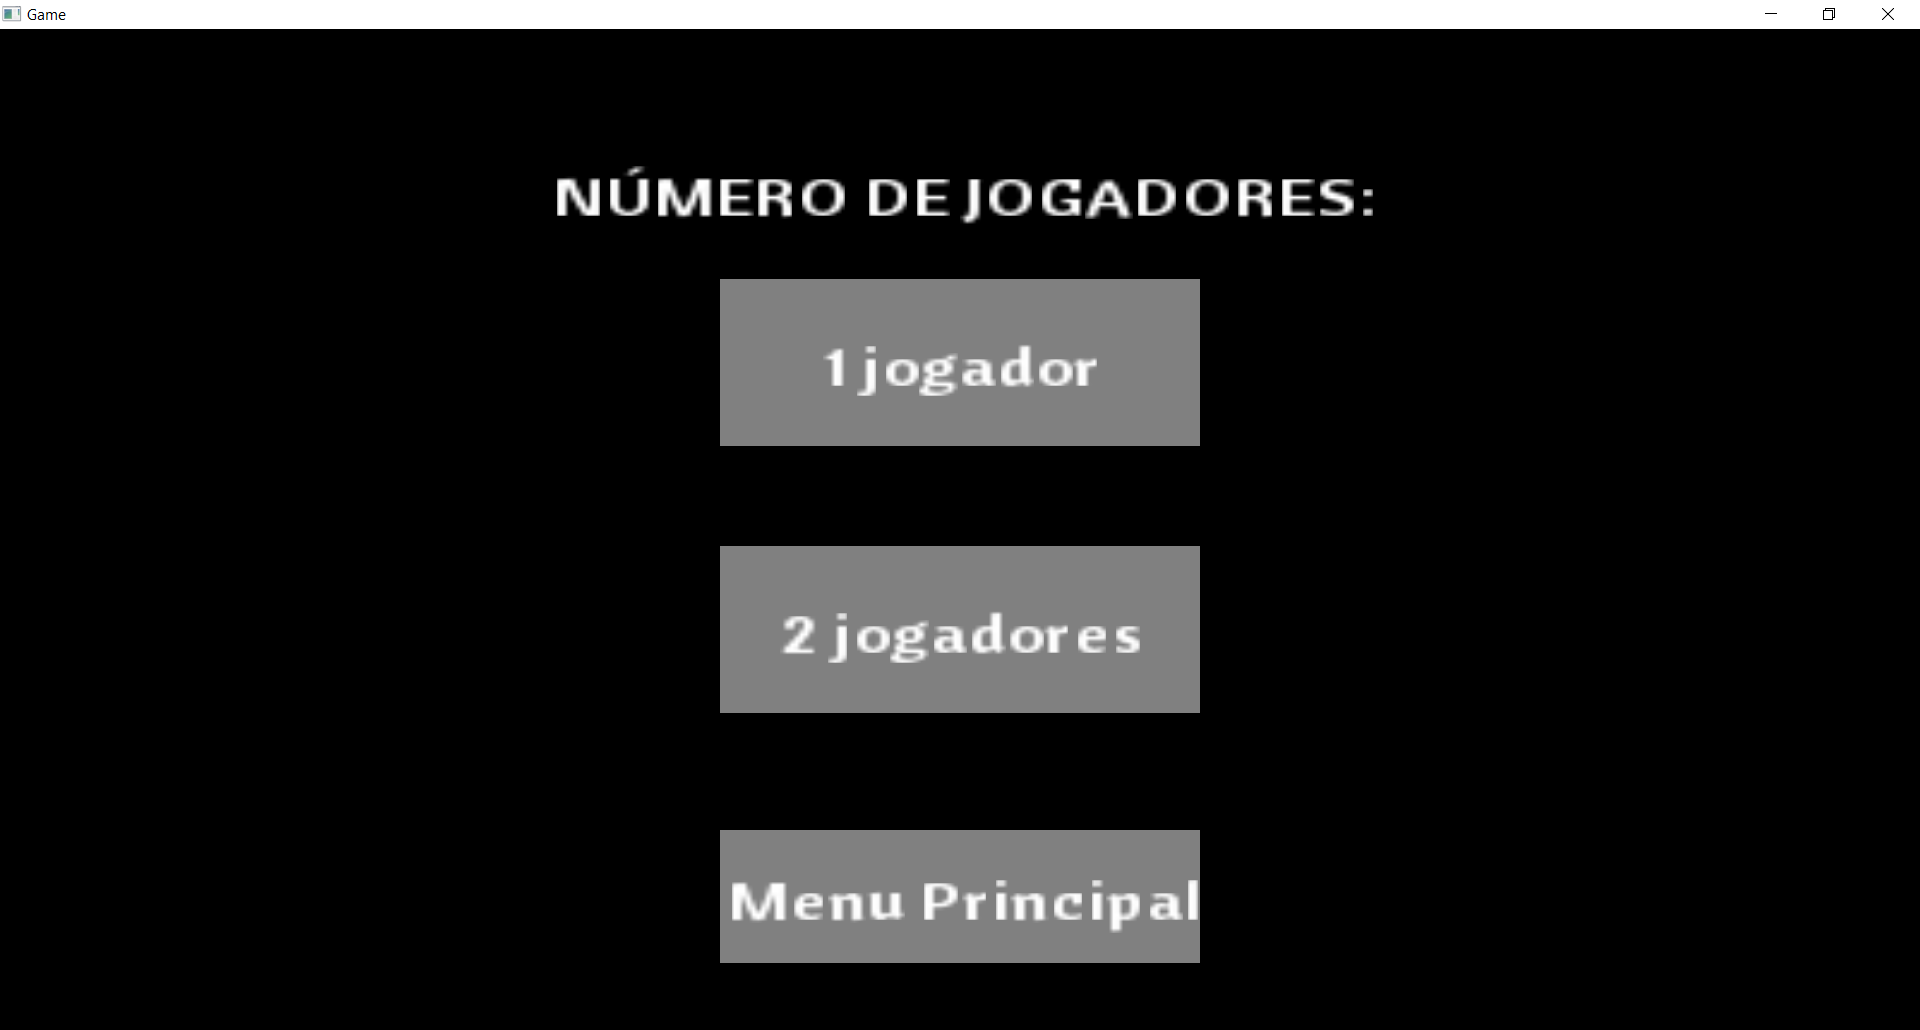 Game
NÚMERO DE JOGADORES:
1 jogador
2 jogadores
Menu Principal